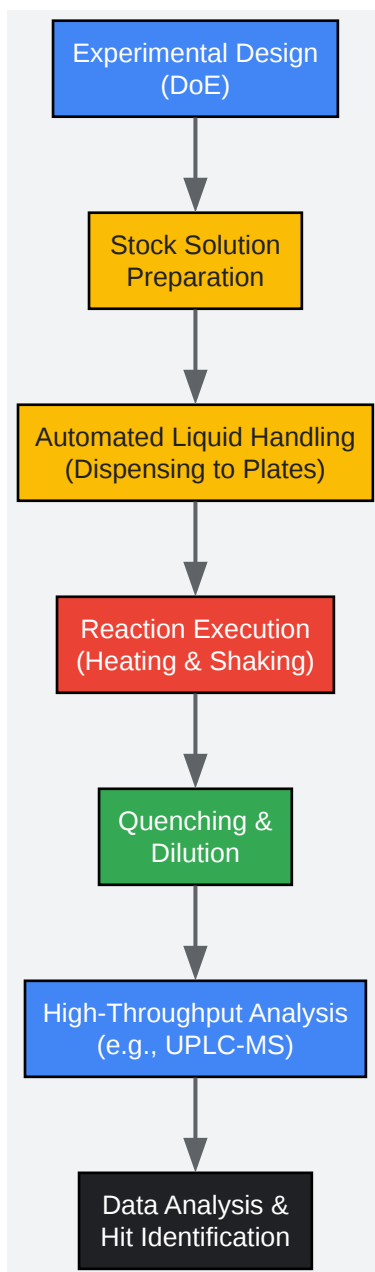 Experimental Design
(DoE)
Stock Solution
Preparation
Automated Liquid Handling
(Dispensing to Plates)
Reaction Execution
(Heating & Shaking)
Quenching &
Dilution
High-Throughput Analysis
(e.g., UPLC-MS)
Data Analysis &
Hit Identification